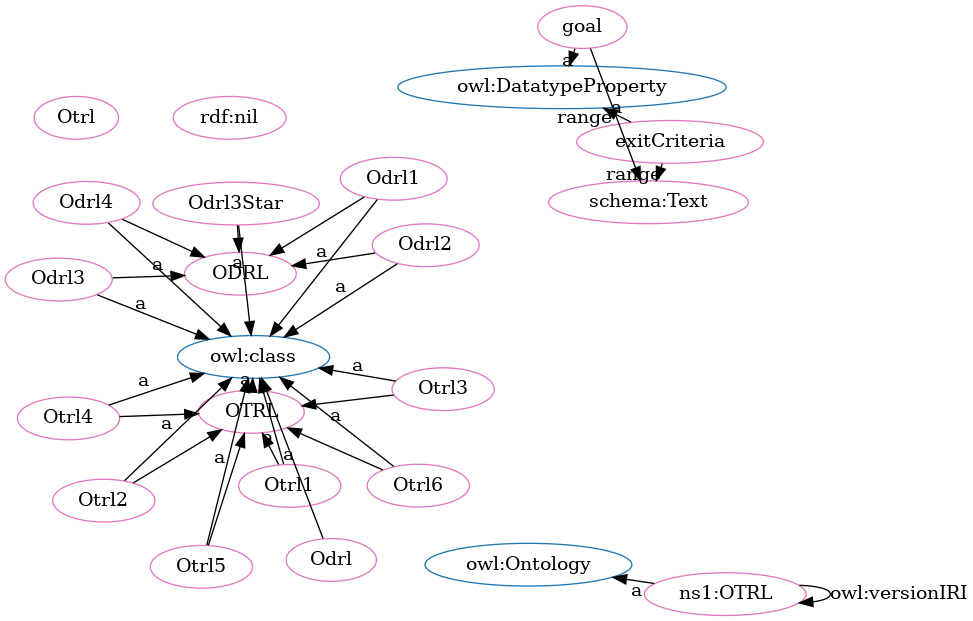 goal
a
owl:DatatypeProperty
a
range
Otrl
rdf:nil
exitCriteria
range
Odrl1
Odrl4
Odrl3Star
schema:Text
Odrl2
a
a
a
ODRL
Odrl3
a
a
owl:class
a
a
a
Otrl3
Otrl4
OTRL
a
a
a
a
a
Otrl2
Otrl1
Otrl6
Otrl5
Odrl
owl:Ontology
a
ns1:OTRL
owl:versionIRI